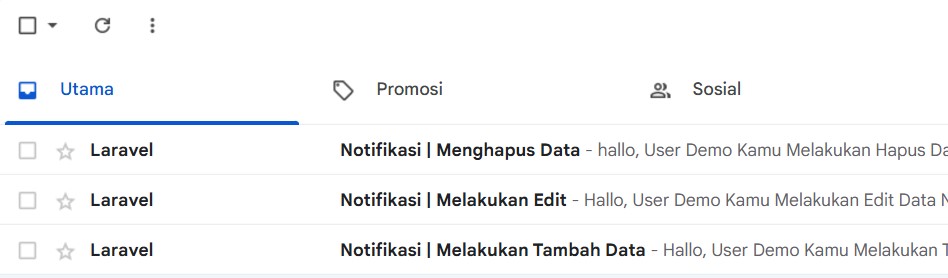 Utama Promosi Sosial
Laravel Notifikasi | Menghapus Data - hallo, User Demo Kamu Melakukan Hapus Da
Laravel Notifikasi | Melakukan Edit - Hallo, User Demo Kamu Melakukan Edit Data N
Laravel Notifikasi | Melakukan Tambah Data - Hallo, User Demo Kamu Melakukan T